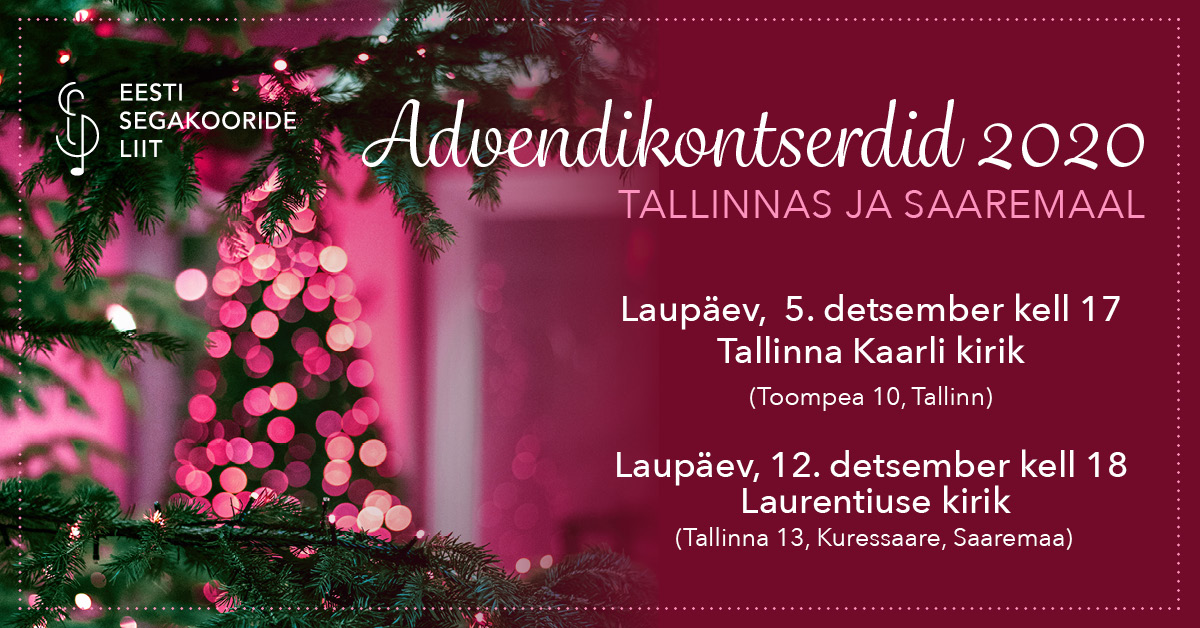 EESTI
SEGAKOORIDE
LIIT
Advendikontserdid 2020
TALLINNAS JA SAAREMAAL
Laupäev, 5. detsember kell 17
Tallinna Kaarli kirik
(Toompea 10, Tallinn)
Laupäev, 12. detsember kell 18
Laurentiuse kirik
(Tallinna 13, Kuressaare, Saaremaa)